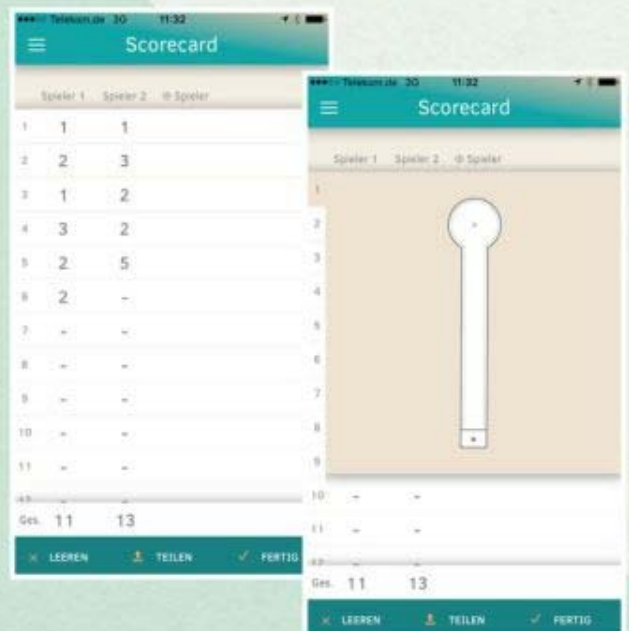 Telekom.de 3G 11:32
Scorecard
Spieler 1 Spieler 2 ⊕ Spieler
1 1 1
2 2 3
3 1 2
4 3 2
5 2 5
6 2 -
7 - -
8 - -
9 - -
10 - -
11 - -
12 - -
Ges. 11 13
× LEEREN TEILEN ✓ FERTIG
Telekom.de 3G 11:32
Scorecard
Spieler 1 Spieler 2 ⊕ Spieler
1
2
3
4
5
6
7
8
9
10 - -
11 - -
12 - -
Ges. 11 13
× LEEREN TEILEN ✓ FERTIG